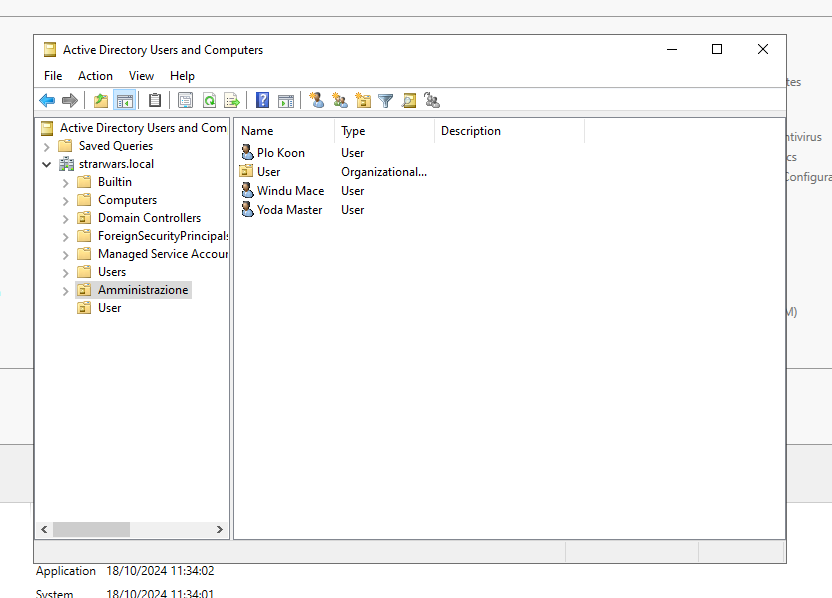 Active Directory Users and Computers
File Action View Help
Active Directory Users and Com
Saved Queries
strarwars.local
Builtin
Computers
Domain Controllers
ForeignSecurityPrincipals
Managed Service Accour
Users
Amministrazione
User
Name Type Description
Plo Koon User
User Organizational...
Windu Mace User
Yoda Master User
tes
ntivirus
cs
Configura
M)
Application 18/10/2024 11:34:02
System 18/10/2024 11:34:01